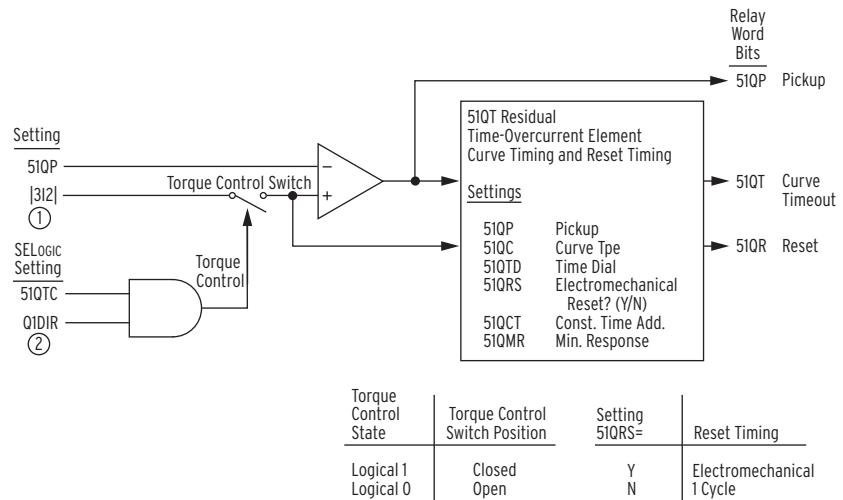 Relay
Word
Bits
51QP Pickup
51QT Residual
Time-Overcurrent Element
Curve Timing and Reset Timing
Settings
51QP Pickup
51QC Curve Tpe
51QTD Time Dial
51QRS Electromechanical
Reset? (Y/N)
51QCT Const. Time Add.
51QMR Min. Response
51QT Curve
Timeout
51QR Reset
Setting
51QP
|3I2|
1
Torque Control Switch
−
+
SELOGIC
Setting
51QTC
Q1DIR
2
Torque
Control
Torque
Control
State
Torque Control
Switch Position
Setting
51QRS=
Reset Timing
Logical 1 Closed Y Electromechanical
Logical 0 Open N 1 Cycle